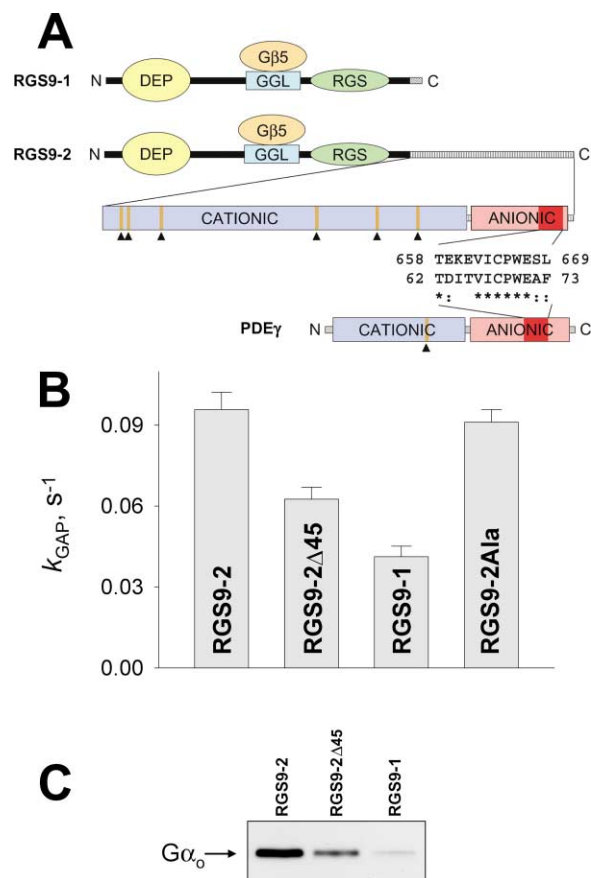 A
Gβ5
RGS9-1 N DEP GGL RGS C
Gβ5
RGS9-2 N DEP GGL RGS C
CATIONIC ANIONIC
658 TEKEVICPWESL 669
62 TDITVICPWEAF 73
*: ******::
PDEγ N CATIONIC ANIONIC C
B
kGAP, s-1
0.09
0.06
0.03
0.00
RGS9-2
RGS9-2Δ45
RGS9-1
RGS9-2Ala
C
RGS9-2
RGS9-2Δ45
RGS9-1
Gαo